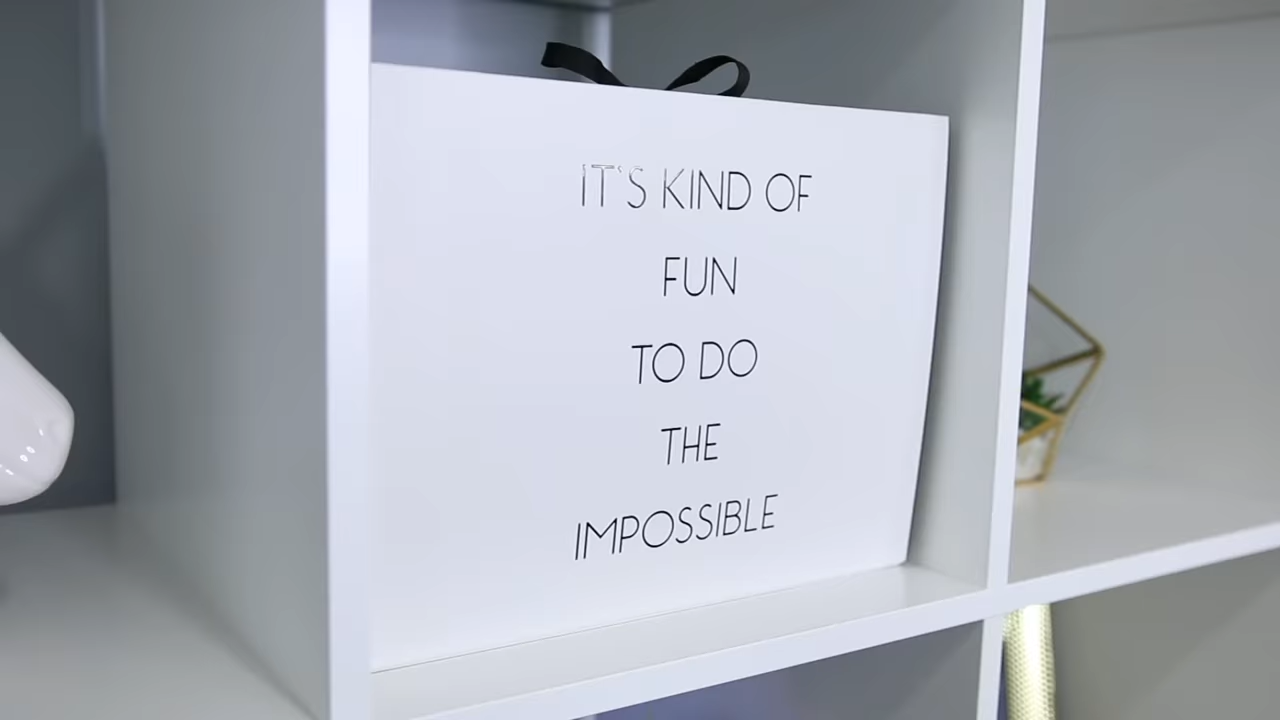 IT'S KIND OF
FUN
TO DO
THE
IMPOSSIBLE